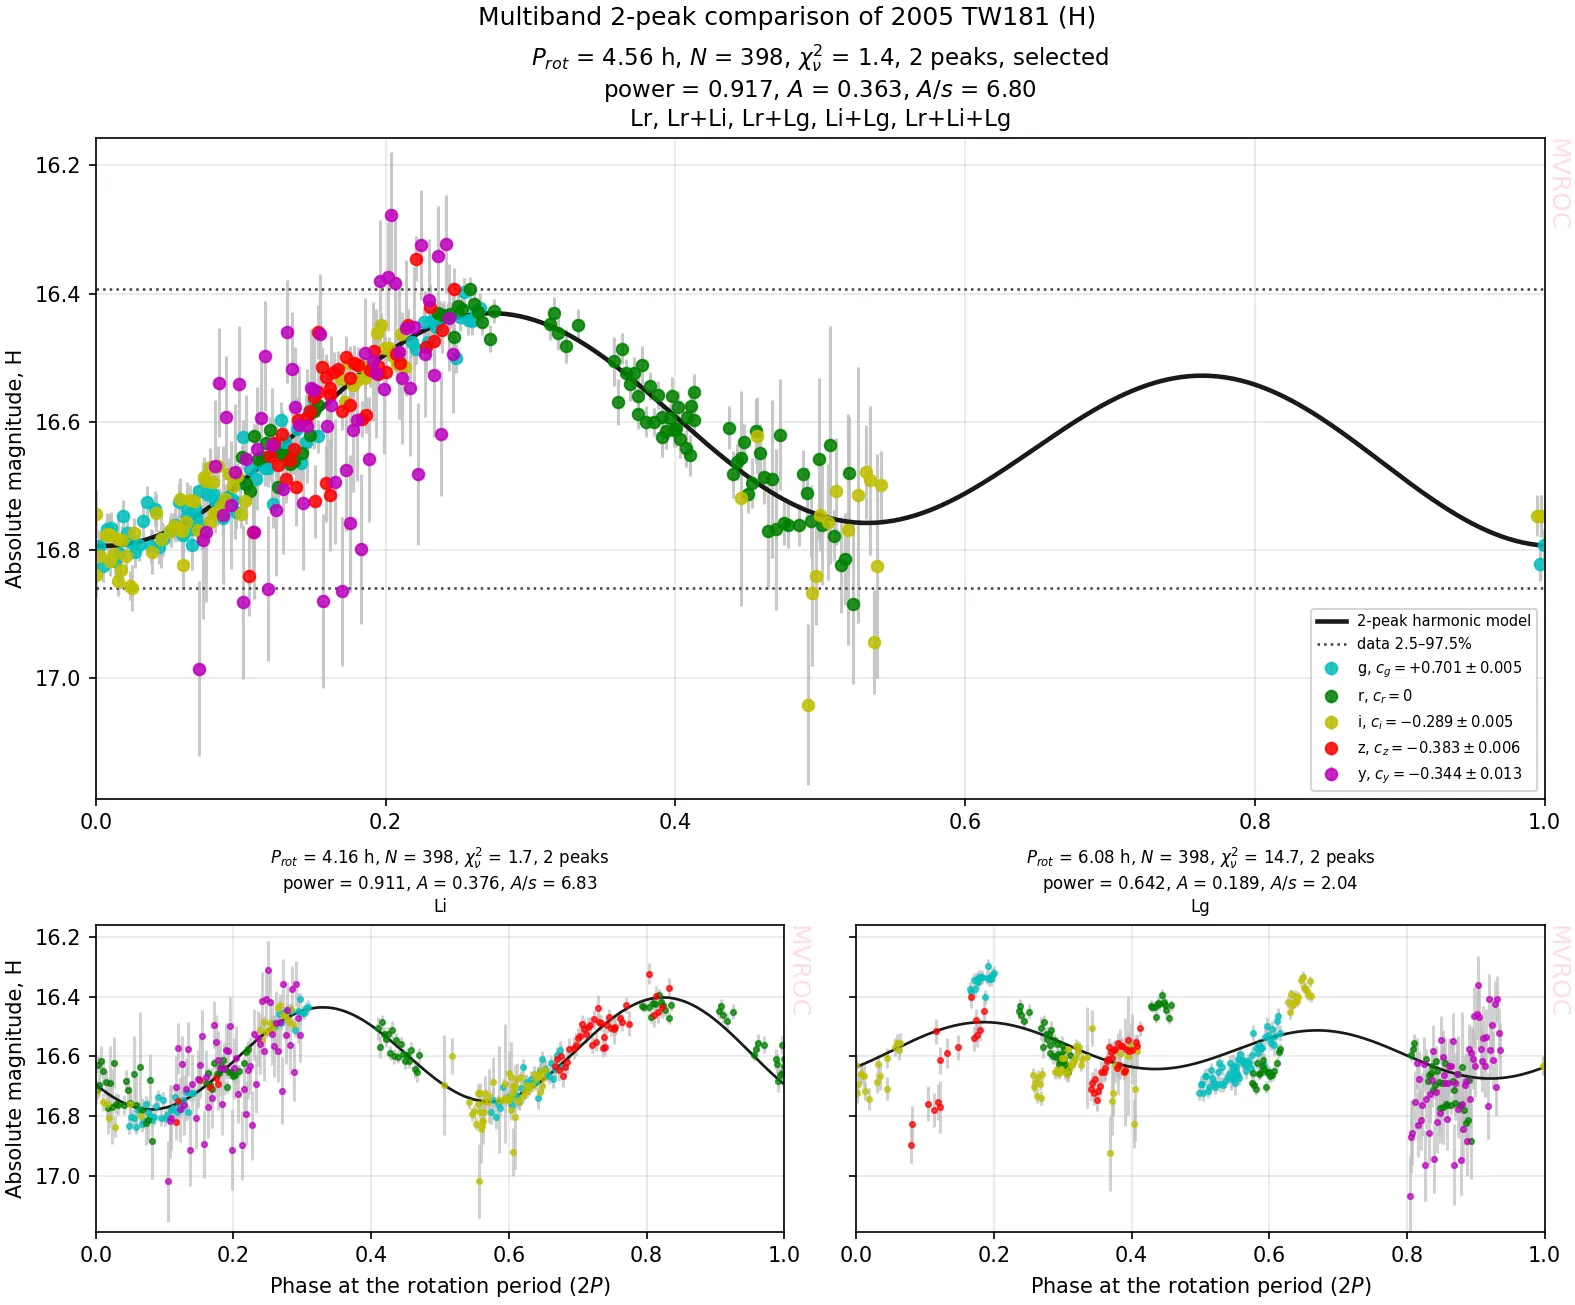 Multiband 2-peak comparison of 2005 TW181 (H)
P_rot = 4.56 h, N = 398, χ²_ν = 1.4, 2 peaks, selected
power = 0.917, A = 0.363, A/s = 6.80
Lr, Lr+Li, Lr+Lg, Li+Lg, Lr+Li+Lg
MVROC
Absolute magnitude, H
16.2
16.4
16.6
16.8
17.0
2-peak harmonic model
data 2.5–97.5%
g, c_g = +0.701 ± 0.005
r, c_r = 0
i, c_i = −0.289 ± 0.005
z, c_z = −0.383 ± 0.006
y, c_y = −0.344 ± 0.013
0.0 0.2 0.4 0.6 0.8 1.0
P_rot = 4.16 h, N = 398, χ²_ν = 1.7, 2 peaks
power = 0.911, A = 0.376, A/s = 6.83
Li
MVROC
Absolute magnitude, H
16.2
16.4
16.6
16.8
17.0
0.0 0.2 0.4 0.6 0.8 1.0
Phase at the rotation period (2P)
P_rot = 6.08 h, N = 398, χ²_ν = 14.7, 2 peaks
power = 0.642, A = 0.189, A/s = 2.04
Lg
MVROC
0.0 0.2 0.4 0.6 0.8 1.0
Phase at the rotation period (2P)